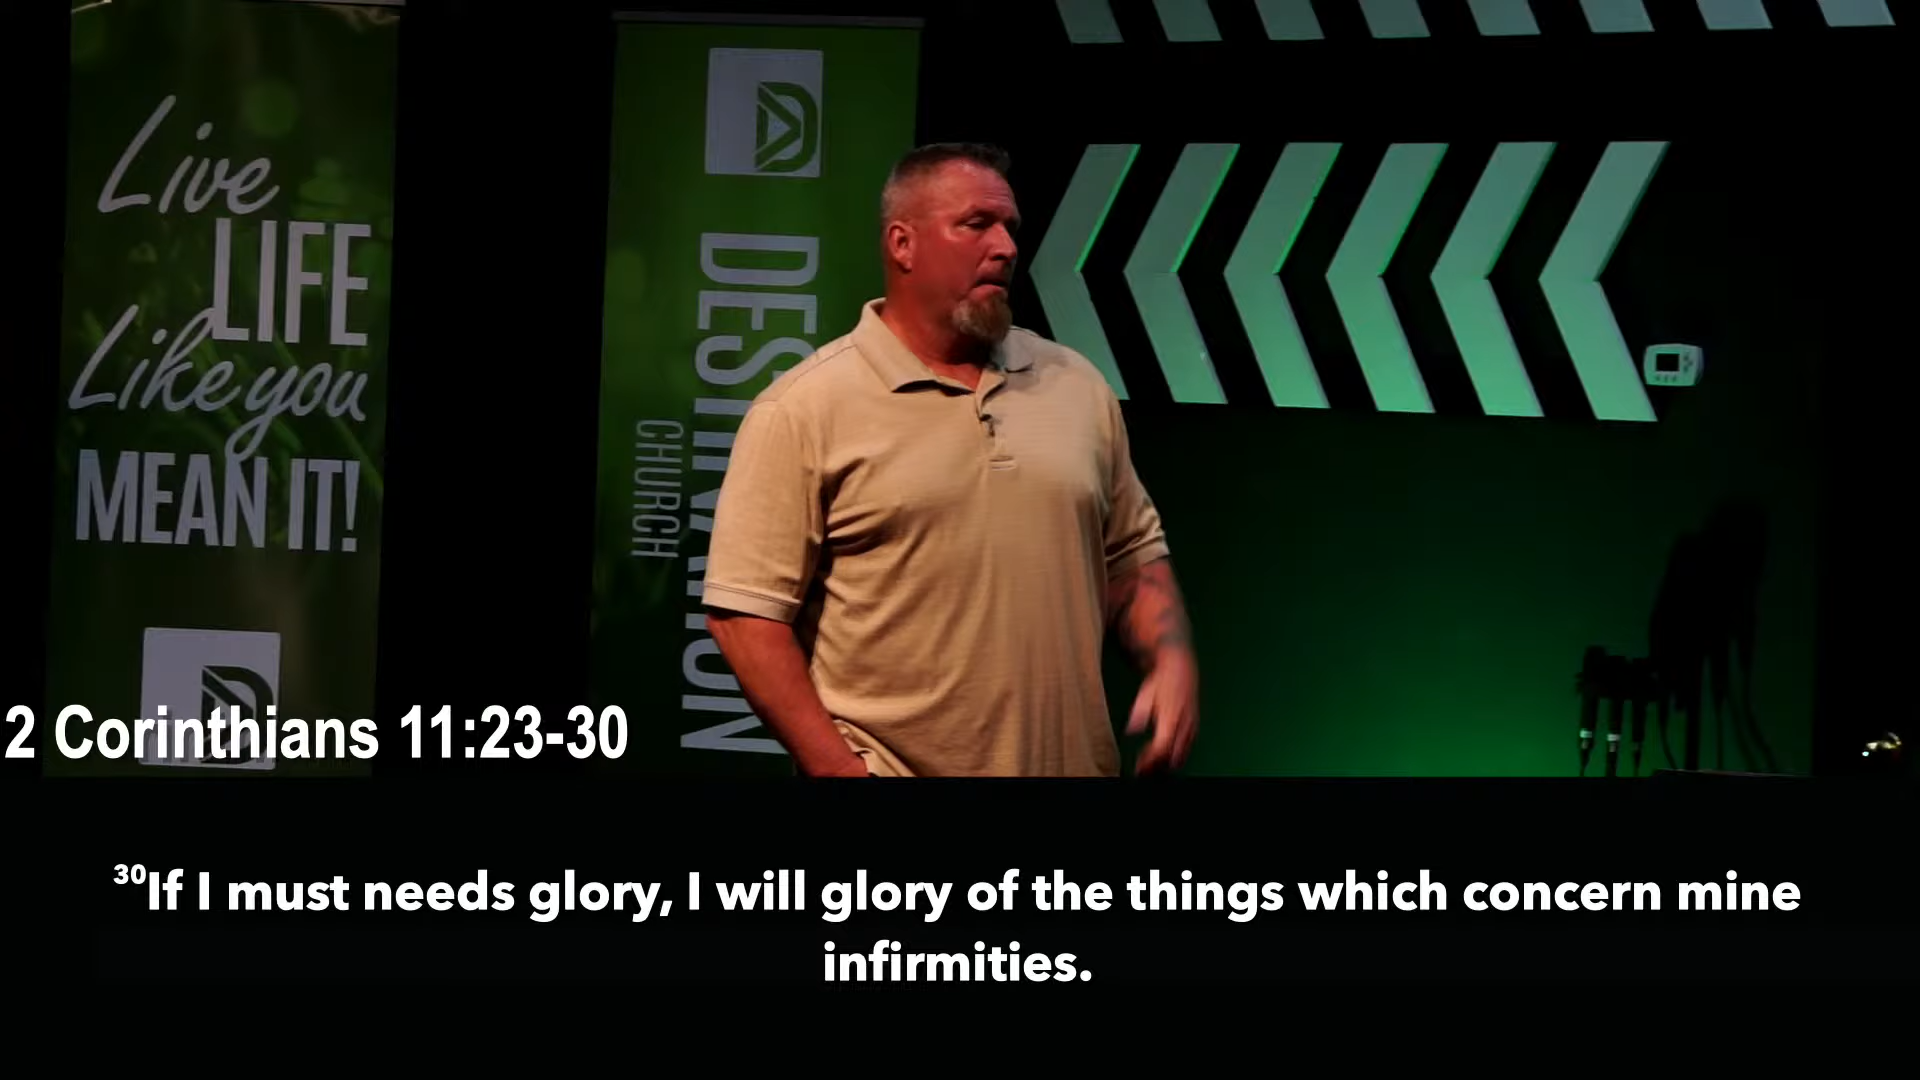 Live
LIFE
Like you
MEAN IT!
DESTINATION
CHURCH
2 Corinthians 11:23-30
30If I must needs glory, I will glory of the things which concern mine
infirmities.